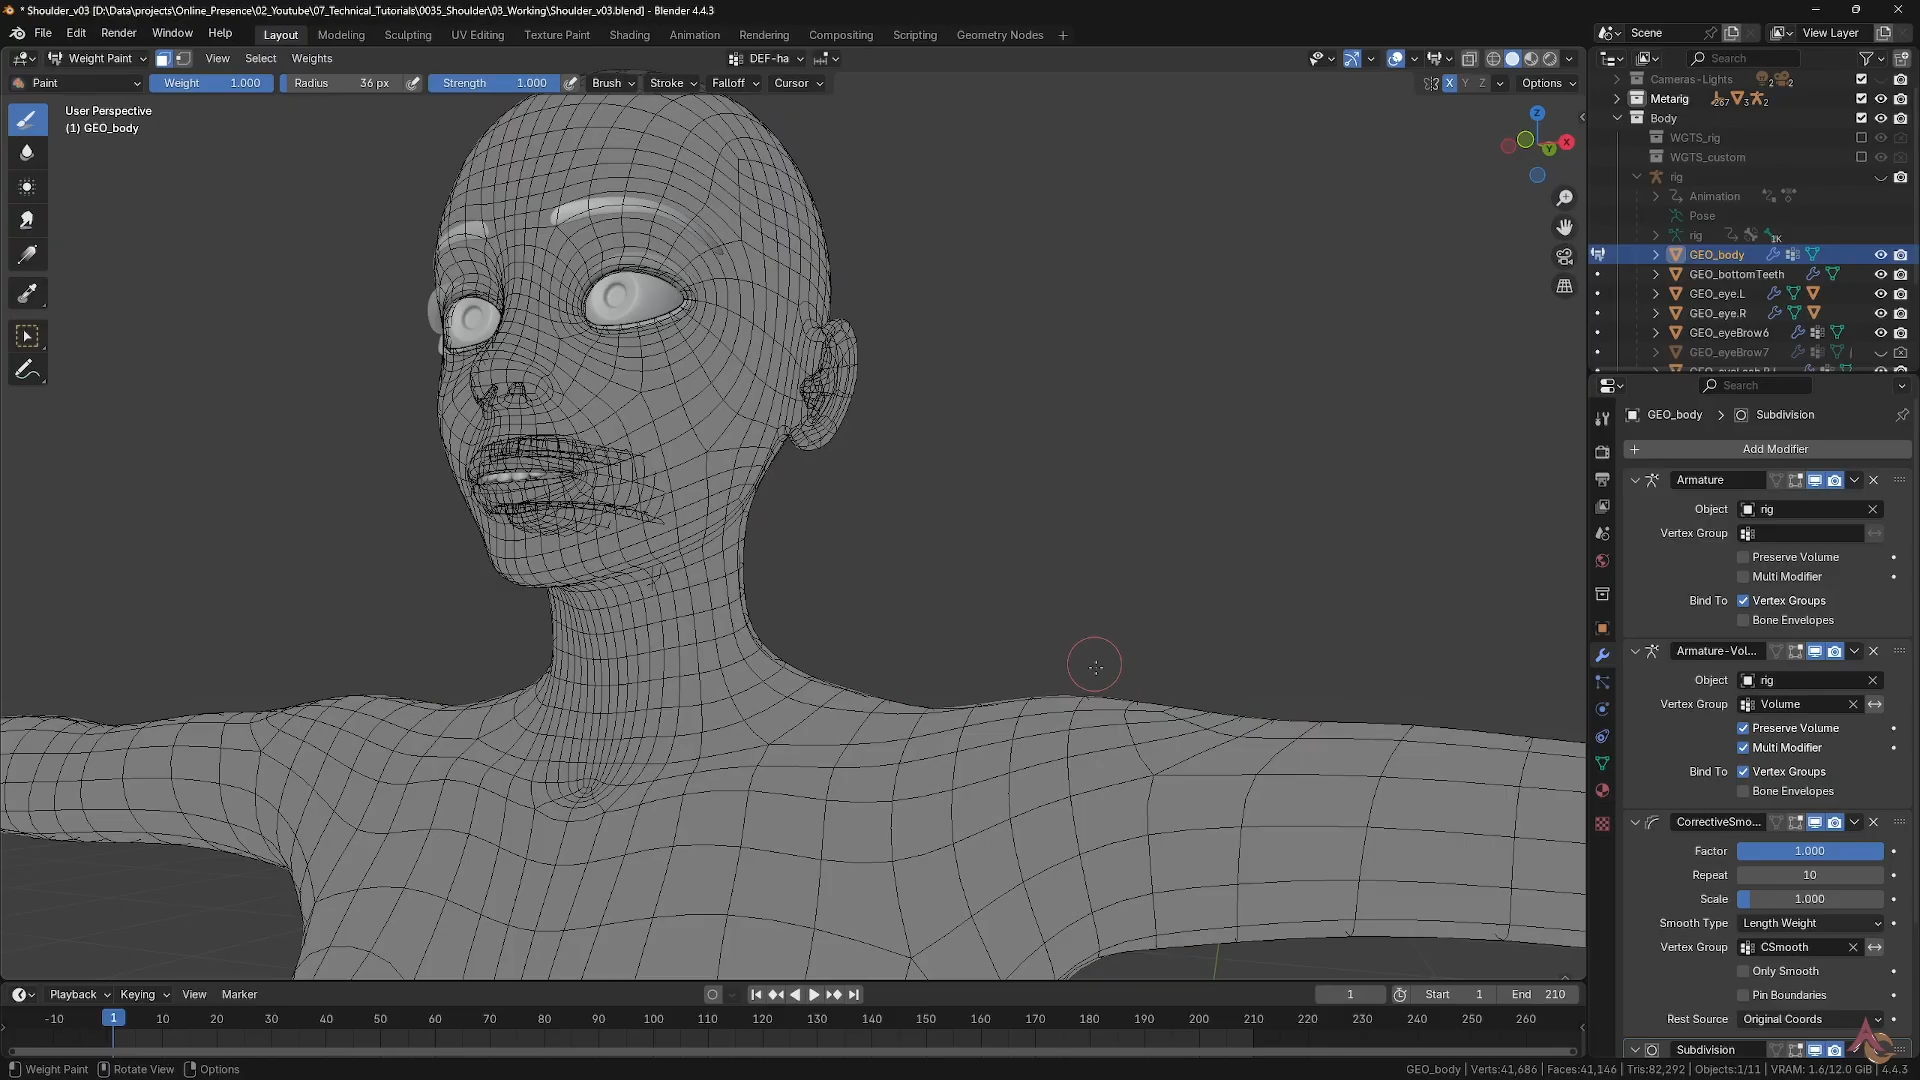 * Shoulder_v03 [D:\Data\projects\Online_Presence\02_Youtube\07_Technical_Tutorials\0035_Shoulder\03_Working\Shoulder_v03.blend] - Blender 4.4.3
File Edit Render Window Help Layout Modeling Sculpting UV Editing Texture Paint Shading Animation Rendering Compositing Scripting Geometry Nodes + Scene View Layer
Weight Paint View Select Weights DEF-ha Search
Paint Weight 1.000 Radius 36 px Strength 1.000 Brush Stroke Falloff Cursor X Y Z Options
User Perspective
(1) GEO_body
Z
X
Y
Cameras-Lights 2 2
Metarig 267 3 2
Body
WGTS_rig
WGTS_custom
rig
Animation
Pose
rig 1K
GEO_body
GEO_bottomTeeth
GEO_eye.L
GEO_eye.R
GEO_eyeBrow6
GEO_eyeBrow7
Search
GEO_body > Subdivision
+ Add Modifier
Armature
Object rig
Vertex Group
Preserve Volume
Multi Modifier
Bind To Vertex Groups
Bone Envelopes
Armature-Vol...
Object rig
Vertex Group Volume
Preserve Volume
Multi Modifier
Bind To Vertex Groups
Bone Envelopes
CorrectiveSmo...
Factor 1.000
Repeat 10
Scale 1.000
Smooth Type Length Weight
Vertex Group CSmooth
Only Smooth
Pin Boundaries
Rest Source Original Coords
Subdivision
Playback Keying View Marker 1 Start 1 End 210
-10 1 10 20 30 40 50 60 70 80 90 100 110 120 130 140 150 160 170 180 190 200 210 220 230 240 250 260
Weight Paint Rotate View Options GEO_body | Verts:41,686 | Faces:41,146 | Tris:82,292 | Objects:1/11 | VRAM: 1.6/12.0 GiB | 4.4.3